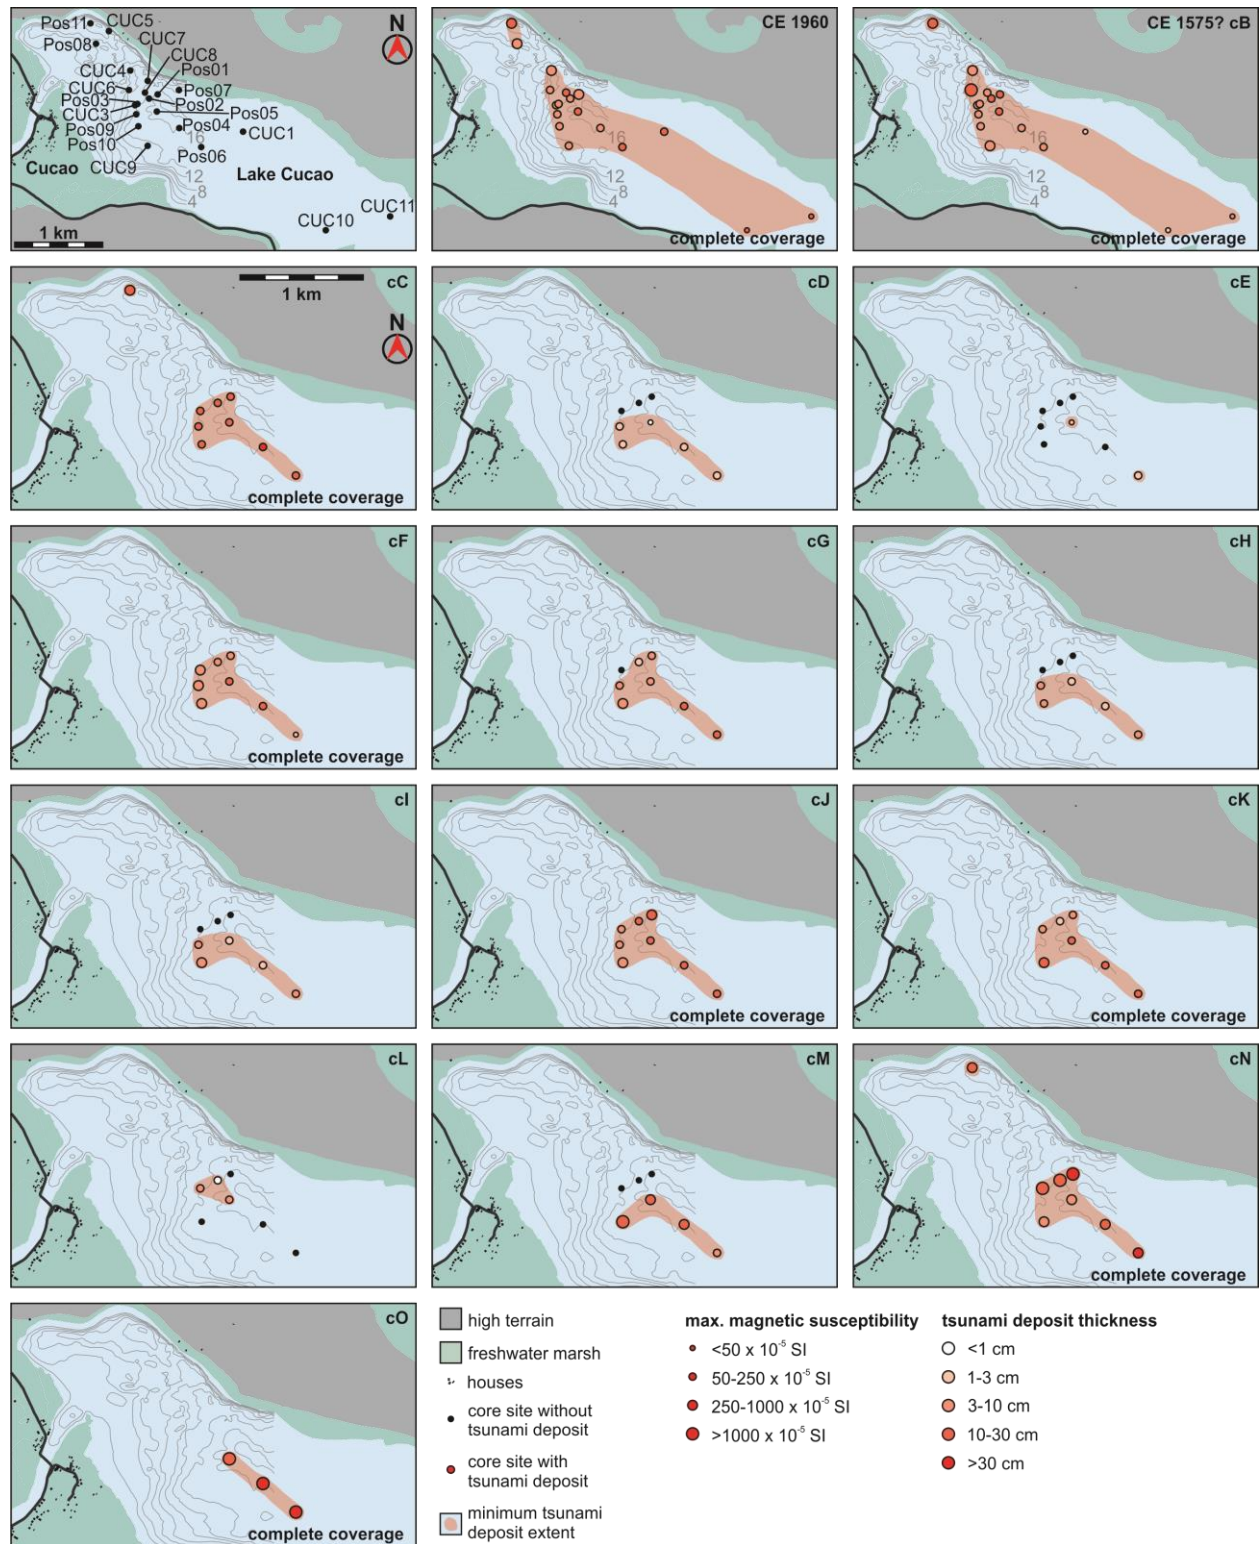 Pos11
CUC5
CUC7
Pos08
CUC8
Pos01
CUC4
CUC6
Pos07
Pos03
Pos02
CUC3
Pos05
Pos09
Pos04
CUC1
Pos10
16
Cucao
CUC9
Pos06
Lake Cucao
12
8
4
CUC11
CUC10
1 km
N
CE 1960
16
12
8
4
complete coverage
CE 1575? cB
16
12
8
4
complete coverage
cC
1 km
N
complete coverage
cD
cE
cF
complete coverage
cG
cH
cI
cJ
complete coverage
cK
complete coverage
cL
cM
cN
complete coverage
cO
complete coverage
high terrain
freshwater marsh
houses
core site without
tsunami deposit
core site with
tsunami deposit
minimum tsunami
deposit extent
max. magnetic susceptibility
<50 x 10⁻⁵ SI
50-250 x 10⁻⁵ SI
250-1000 x 10⁻⁵ SI
>1000 x 10⁻⁵ SI
tsunami deposit thickness
<1 cm
1-3 cm
3-10 cm
10-30 cm
>30 cm